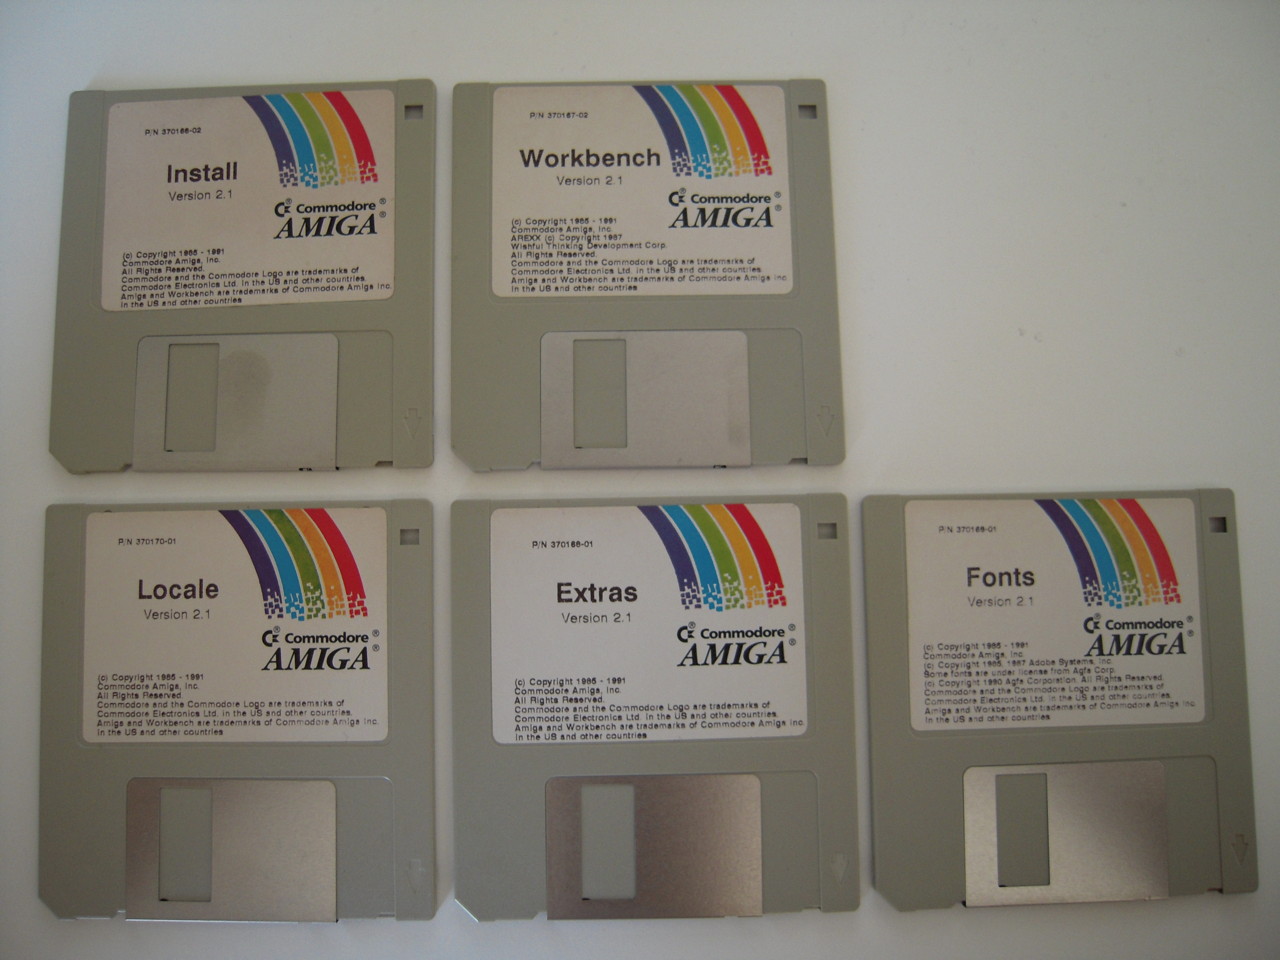 P/N 370166-02
Install
Version 2.1
Commodore®
AMIGA®
(c) Copyright 1985 - 1991
Commodore Amiga, Inc.
All Rights Reserved.
Commodore and the Commodore Logo are trademarks of
Commodore Electronics Ltd. in the US and other countries.
Amiga and Workbench are trademarks of Commodore Amiga Inc.
in the US and other countries
P/N 370167-02
Workbench
Version 2.1
Commodore®
AMIGA®
(c) Copyright 1985 - 1991
Commodore Amiga, Inc.
AREXX (c) Copyright 1987
Wishful Thinking Development Corp.
All Rights Reserved.
Commodore and the Commodore Logo are trademarks of
Commodore Electronics Ltd. in the US and other countries.
Amiga and Workbench are trademarks of Commodore Amiga Inc.
in the US and other countries
P/N 370170-01
Locale
Version 2.1
Commodore®
AMIGA®
(c) Copyright 1985 - 1991
Commodore Amiga, Inc.
All Rights Reserved.
Commodore and the Commodore Logo are trademarks of
Commodore Electronics Ltd. in the US and other countries.
Amiga and Workbench are trademarks of Commodore Amiga Inc.
in the US and other countries
P/N
Extras
Version 2.1
Commodore®
AMIGA®
(c) Copyright 1985 - 1991
Commodore Amiga, Inc.
All Rights Reserved.
Commodore and the Commodore Logo are trademarks of
Commodore Electronics Ltd. in the US and other countries.
Amiga and Workbench are trademarks of Commodore Amiga Inc.
in the US and other countries
P/N
Fonts
Version 2.1
Commodore®
AMIGA®
(c) Copyright 1985 - 1991
Commodore Amiga, Inc.
(c) Copyright 1985, 1987 Adobe Systems, Inc.
Some fonts are under license from Agfa Corp.
(c) Copyright 1990 Agfa Corporation. All Rights Reserved.
Commodore and the Commodore Logo are trademarks of
Commodore Electronics Ltd. in the US and other countries.
Amiga and Workbench are trademarks of Commodore Amiga Inc.
in the US and other countries